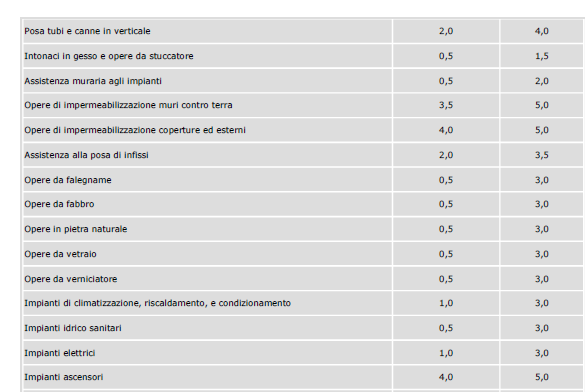 Posa tubi e canne in verticale 2,0 4,0
Intonaci in gesso e opere da stuccatore 0,5 1,5
Assistenza muraria agli impianti 0,5 2,0
Opere di impermeabilizzazione muri contro terra 3,5 5,0
Opere di impermeabilizzazione coperture ed esterni 4,0 5,0
Assistenza alla posa di infissi 2,0 3,5
Opere da falegname 0,5 3,0
Opere da fabbro 0,5 3,0
Opere in pietra naturale 0,5 3,0
Opere da vetraio 0,5 3,0
Opere da verniciatore 0,5 3,0
Impianti di climatizzazione, riscaldamento, e condizionamento 1,0 3,0
Impianti idrico sanitari 0,5 3,0
Impianti elettrici 1,0 3,0
Impianti ascensori 4,0 5,0